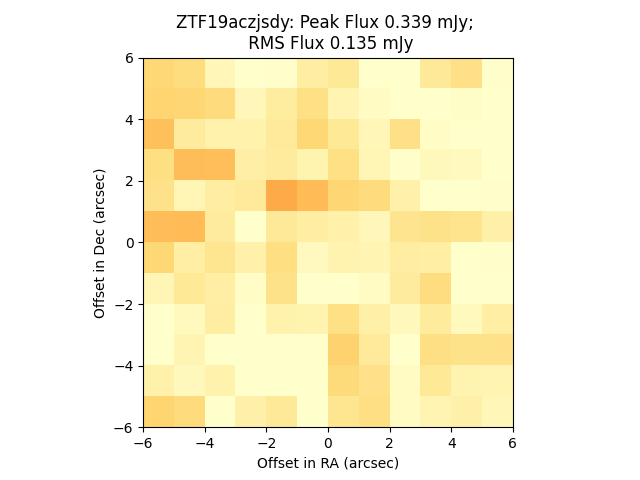 ZTF19aczjsdy: Peak Flux 0.339 mJy;
RMS Flux 0.135 mJy
6
4
2
0
−2
−4
−6
Offset in Dec (arcsec)
−6 −4 −2 0 2 4 6
Offset in RA (arcsec)